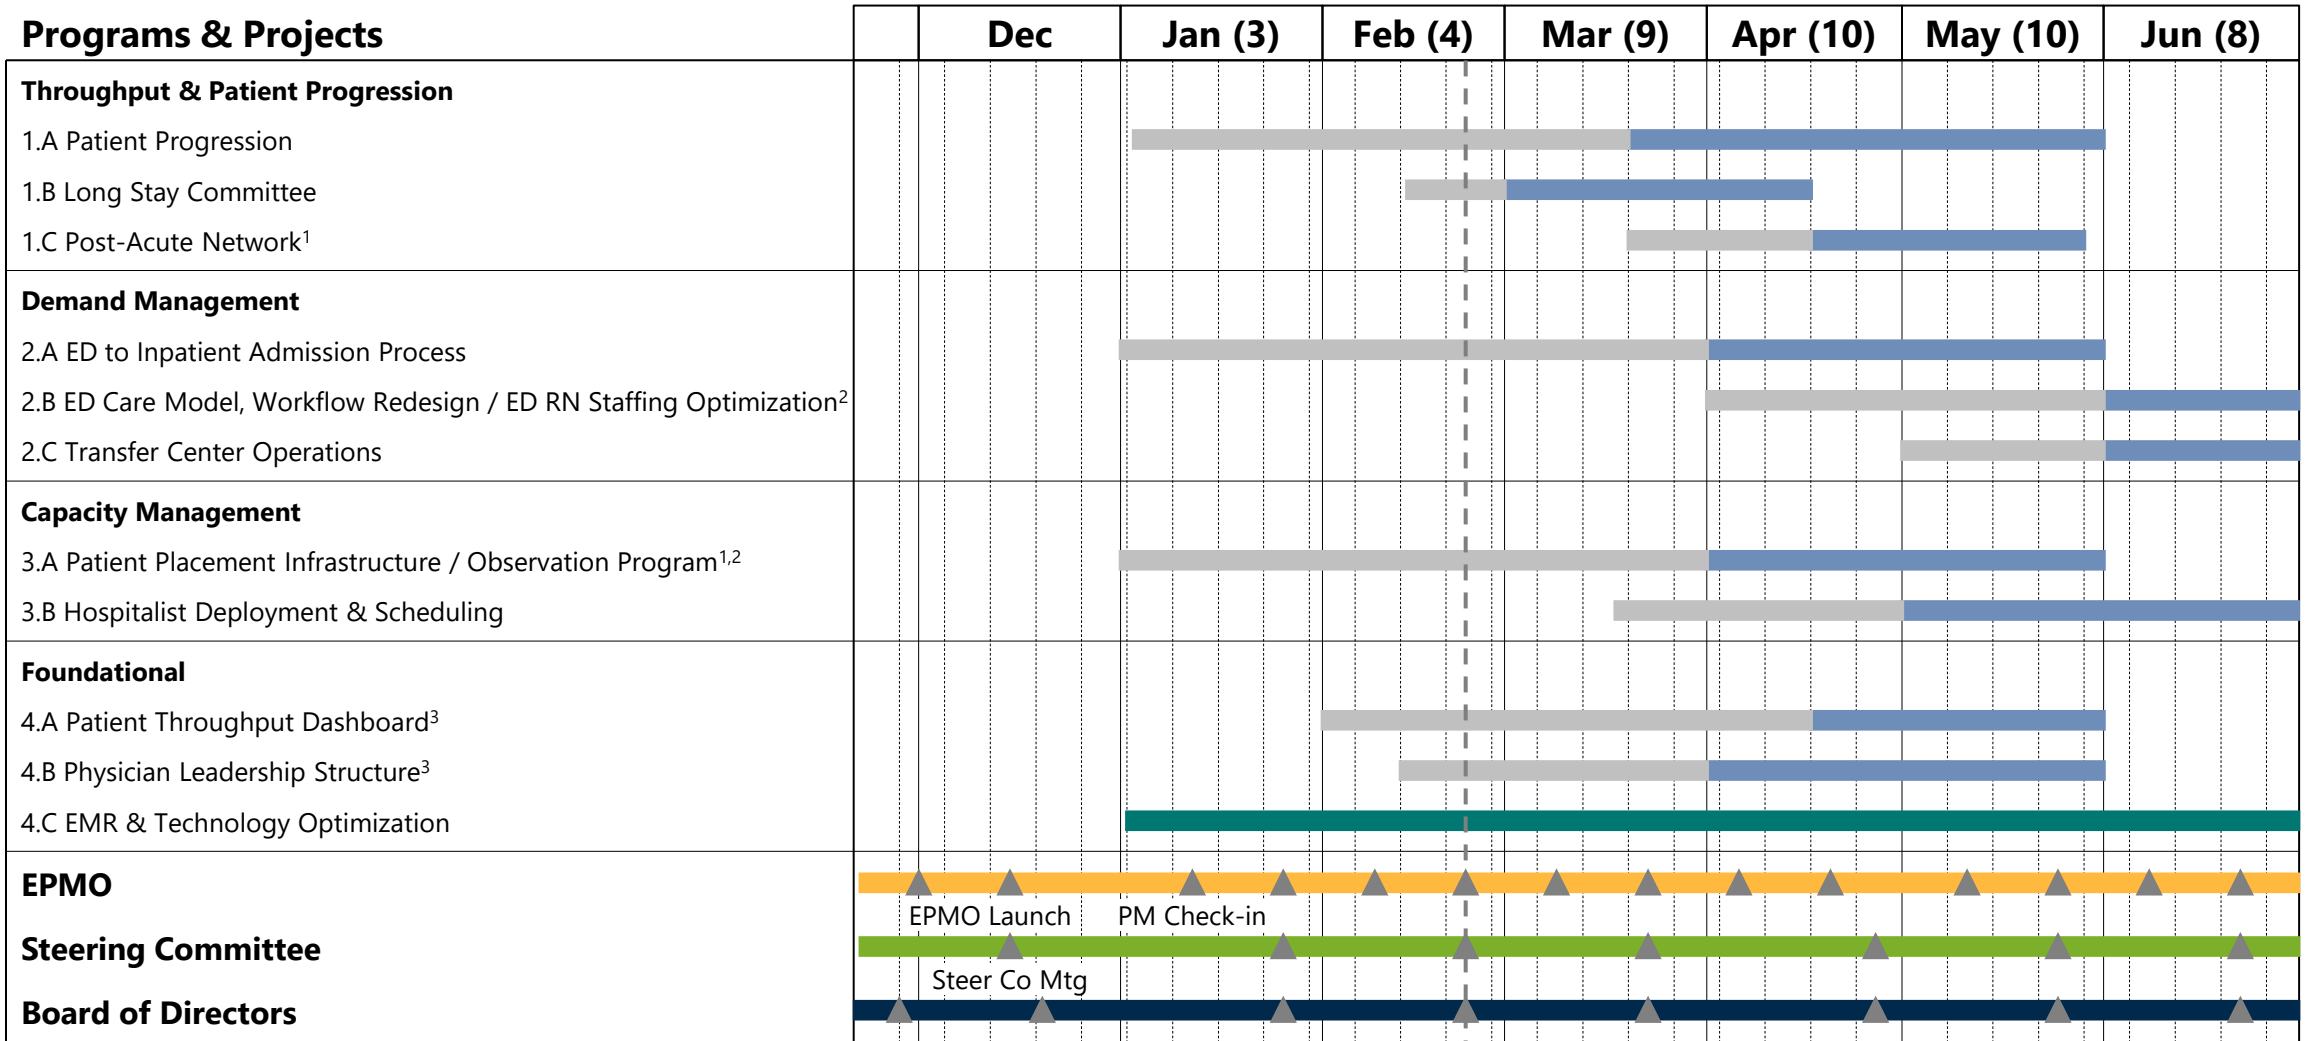 Programs & Projects Dec Jan (3) Feb (4) Mar (9) Apr (10) May (10) Jun (8)
Throughput & Patient Progression
1.A Patient Progression
1.B Long Stay Committee
1.C Post-Acute Network¹
Demand Management
2.A ED to Inpatient Admission Process
2.B ED Care Model, Workflow Redesign / ED RN Staffing Optimization²
2.C Transfer Center Operations
Capacity Management
3.A Patient Placement Infrastructure / Observation Program¹,²
3.B Hospitalist Deployment & Scheduling
Foundational
4.A Patient Throughput Dashboard³
4.B Physician Leadership Structure³
4.C EMR & Technology Optimization
EPMO
EPMO Launch PM Check-in
Steering Committee
Steer Co Mtg
Board of Directors